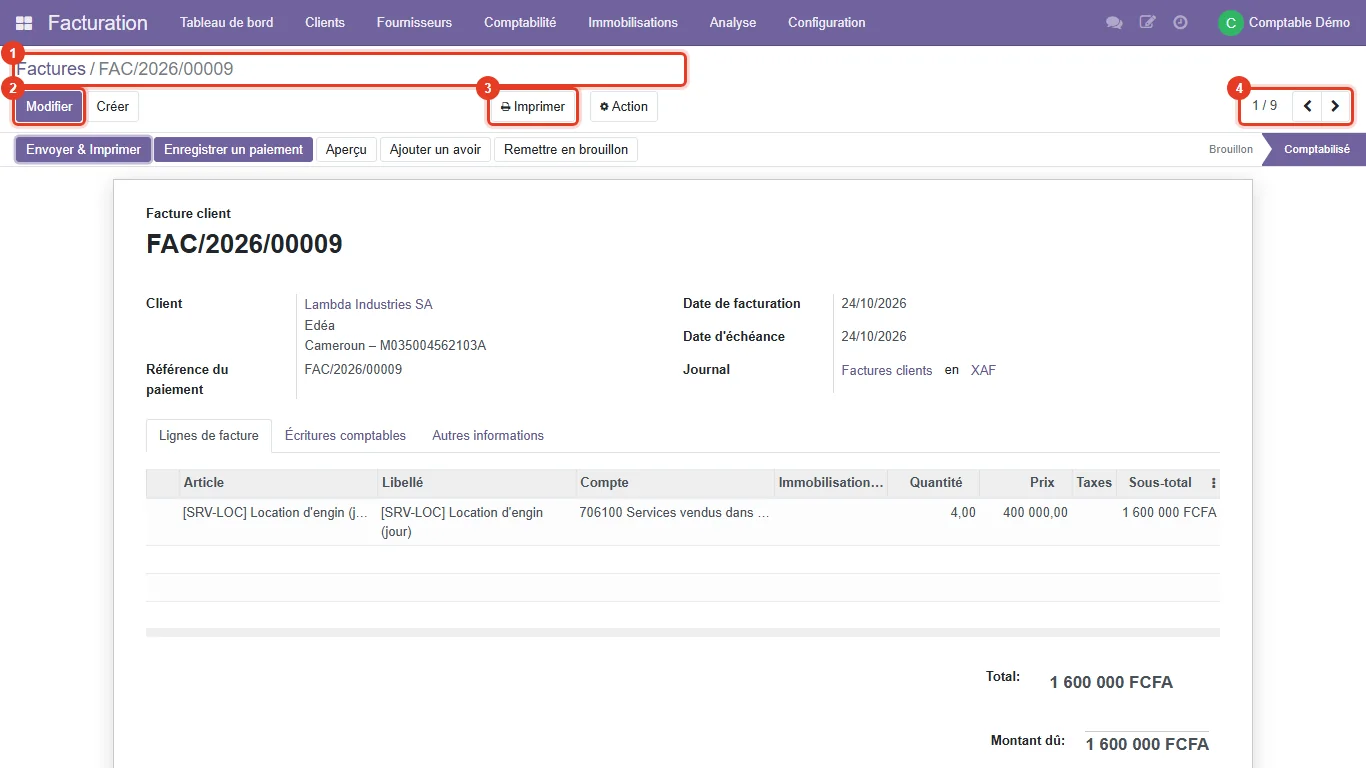 Facturation Tableau de bord Clients Fournisseurs Comptabilité Immobilisations Analyse Configuration C Comptable Démo
1
Factures / FAC/2026/00009
2 3 4
Modifier Créer Imprimer Action 1 / 9
Envoyer & Imprimer Enregistrer un paiement Aperçu Ajouter un avoir Remettre en brouillon Brouillon Comptabilisé
Facture client
FAC/2026/00009
Client Lambda Industries SA Date de facturation 24/10/2026
Edéa
Date d'échéance 24/10/2026
Cameroun – M035004562103A
Référence du paiement FAC/2026/00009 Journal Factures clients en XAF
Lignes de facture Écritures comptables Autres informations
Article Libellé Compte Immobilisation… Quantité Prix Taxes Sous-total
[SRV-LOC] Location d'engin (j… [SRV-LOC] Location d'engin 706100 Services vendus dans … 4,00 400 000,00 1 600 000 FCFA
(jour)
Total: 1 600 000 FCFA
Montant dû: 1 600 000 FCFA